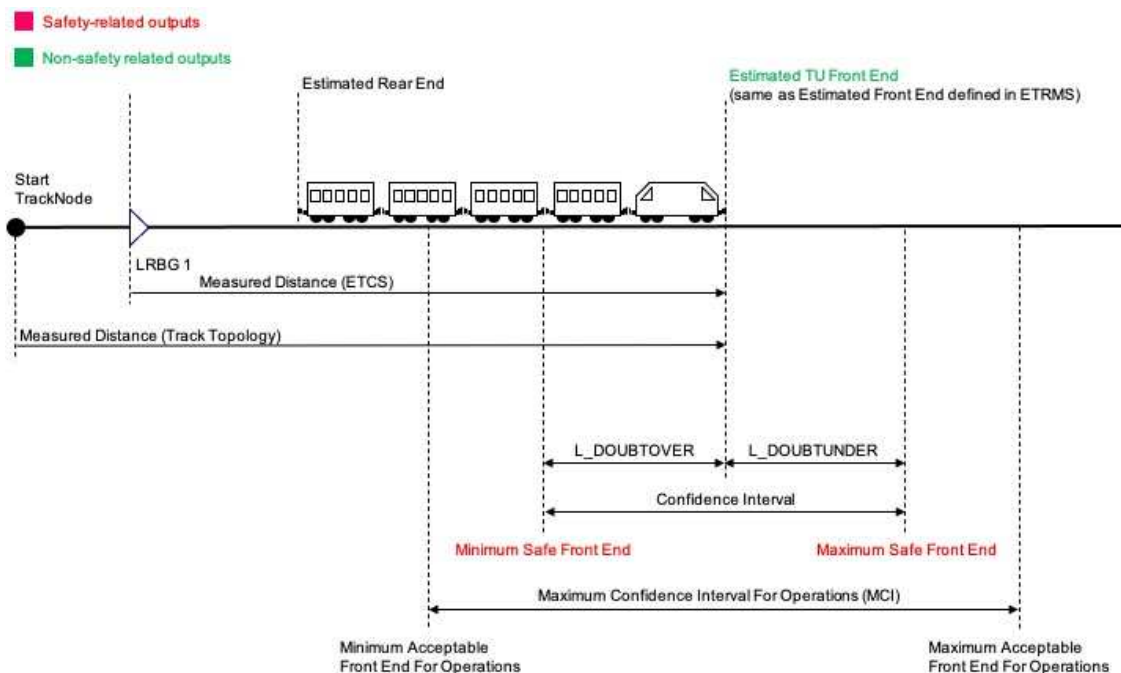 Safety-related outputs
Non-safety related outputs
Estimated Rear End
Estimated TU Front End
(same as Estimated Front End defined in ETRMS)
Start
TrackNode
LRBG 1
Measured Distance (ETCS)
Measured Distance (Track Topology)
L_DOUBTOVER
L_DOUBTUNDER
Confidence Interval
Minimum Safe Front End
Maximum Safe Front End
Maximum Confidence Interval For Operations (MCI)
Minimum Acceptable
Front End For Operations
Maximum Acceptable
Front End For Operations